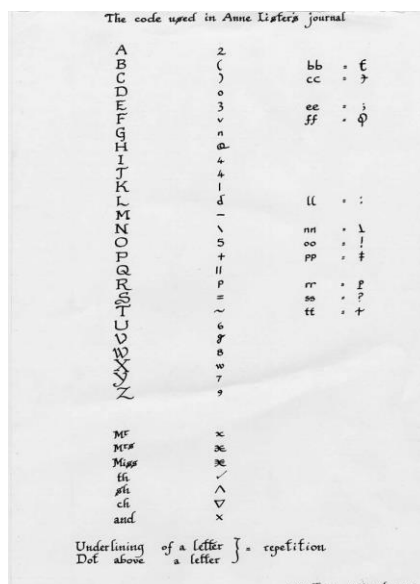 The code used in Anne Lister's journal
A 2
B ( bb = ꞓ
C ) cc = ɟ
D o
E 3 ee = ;
F v ff = φ
G n
H @
I 4
J 4
K |
L d ll = :
M –
N \ nn = λ
O 5 oo = !
P + pp = ‡
Q ||
R p rr = ք
S = ss = ?
T ~ tt = +
U 6
V g
W 8
X w
Y 7
Z 9
Mr x
Mrs
Miss
th ✓
sh ∧
ch ∇
and x
Underlining of a letter } = repetition
Dot above a letter